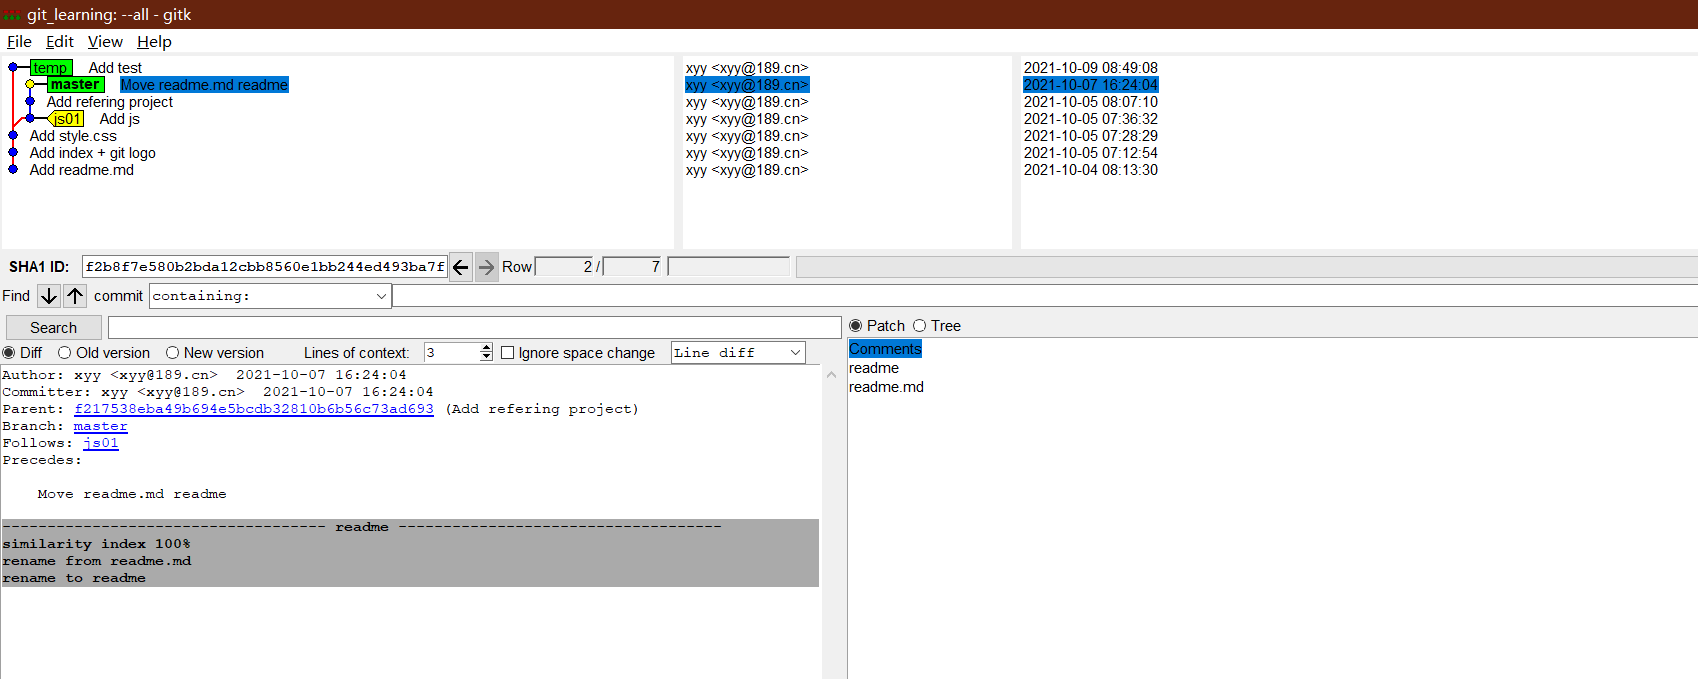 git_learning: --all - gitk
File Edit View Help
temp Add test xyy <xyy@189.cn> 2021-10-09 08:49:08
master Move readme.md readme xyy <xyy@189.cn> 2021-10-07 16:24:04
Add refering project xyy <xyy@189.cn> 2021-10-05 08:07:10
js01 Add js xyy <xyy@189.cn> 2021-10-05 07:36:32
Add style.css xyy <xyy@189.cn> 2021-10-05 07:28:29
Add index + git logo xyy <xyy@189.cn> 2021-10-05 07:12:54
Add readme.md xyy <xyy@189.cn> 2021-10-04 08:13:30
SHA1 ID: f2b8f7e580b2bda12cbb8560e1bb244ed493ba7f Row 2 / 7
Find commit containing:
Search
Patch Tree
Diff Old version New version Lines of context: 3 Ignore space change Line diff
Author: xyy <xyy@189.cn> 2021-10-07 16:24:04
Committer: xyy <xyy@189.cn> 2021-10-07 16:24:04
Parent: f217538eba49b694e5bcdb32810b6b56c73ad693 (Add refering project)
Branch: master
Follows: js01
Precedes:
Move readme.md readme
------------------------------------ readme ------------------------------------
similarity index 100%
rename from readme.md
rename to readme
Comments
readme
readme.md